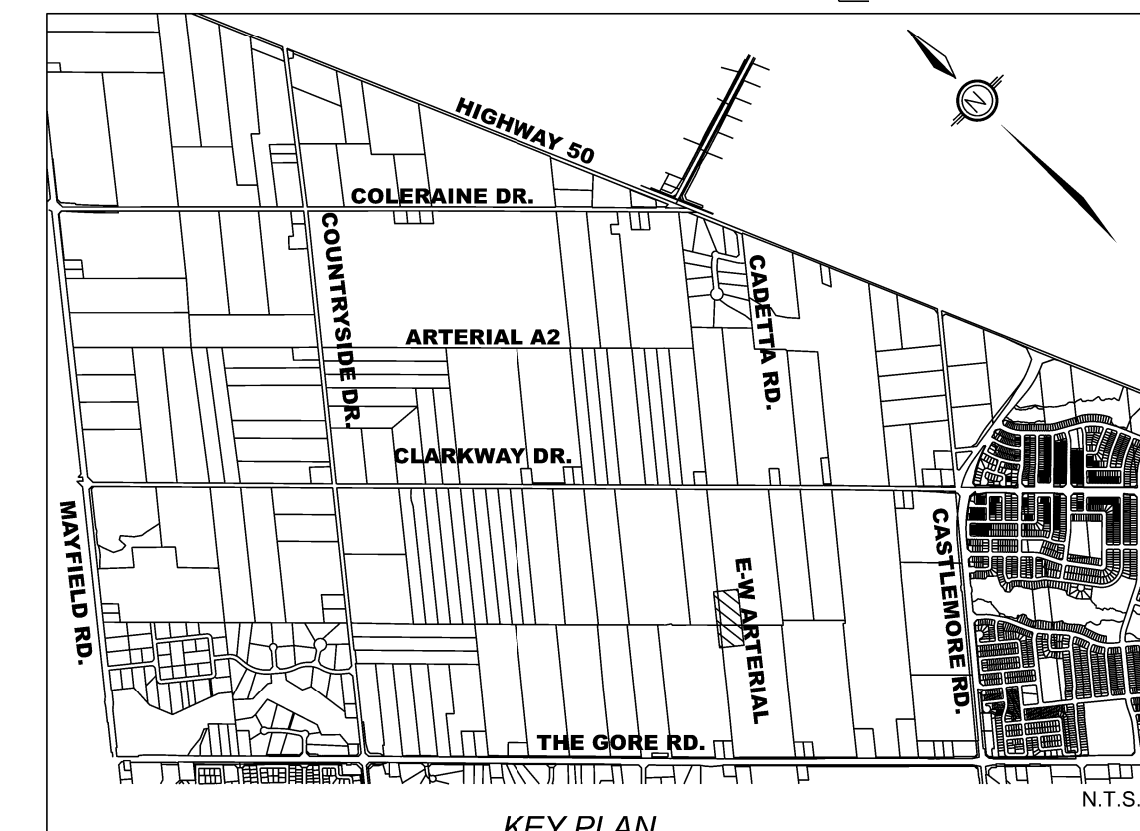 N
HIGHWAY 50
COLERAINE DR.
COUNTRYSIDE DR.
CADETTA RD.
ARTERIAL A2
CLARKWAY DR.
MAYFIELD RD.
CASTLEMORE RD.
E-W ARTERIAL
THE GORE RD.
N.T.S.
KEY PLAN